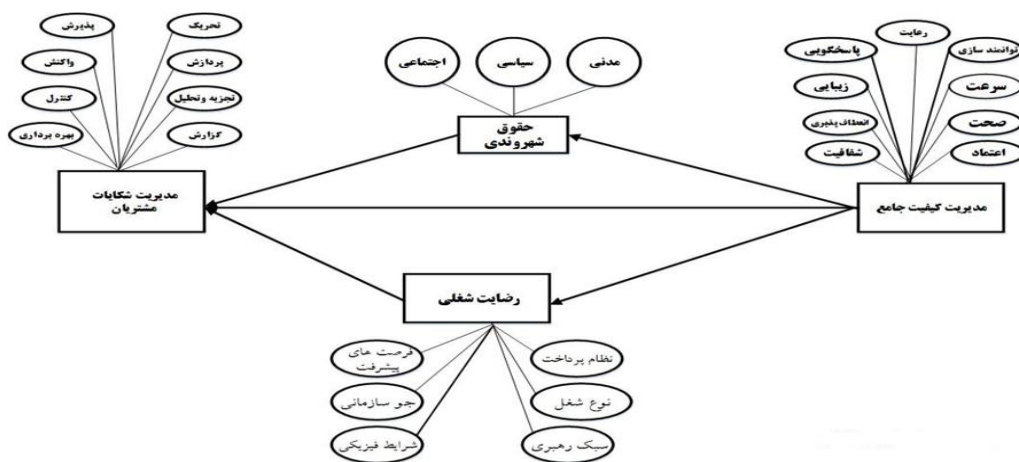 رعایت
توانمند سازی
پاسخگویی
سرعت
زیبایی
صحت
انعطاف پذیری
اعتماد
شفافیت
مدیریت کیفیت جامع
مدنی
سیاسی
اجتماعی
حقوق
شهروندی
تحریک
پذیرش
پردازش
واکنش
تجزیه وتحلیل
کنترل
گزارش
بهره برداری
مدیریت شکایات
مشتریان
رضایت شغلی
نظام پرداخت
فرصت های
پیشرفت
نوع شغل
جو سازمانی
سبک رهبری
شرایط فیزیکی